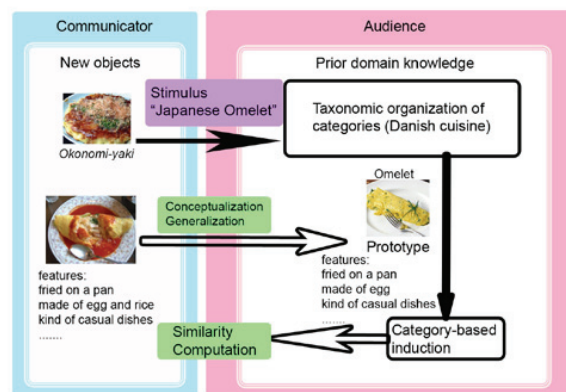 Communicator
Audience
New objects
Prior domain knowledge
Stimulus
"Japanese Omelet"
Okonomi-yaki
Taxonomic organization of
categories (Danish cuisine)
Omelet
Conceptualization
Generalization
Prototype
features:
fried on a pan
made of egg and rice
kind of casual dishes
.......
features:
fried on a pan
made of egg
kind of casual dishes
.......
Similarity
Computation
Category-based
induction